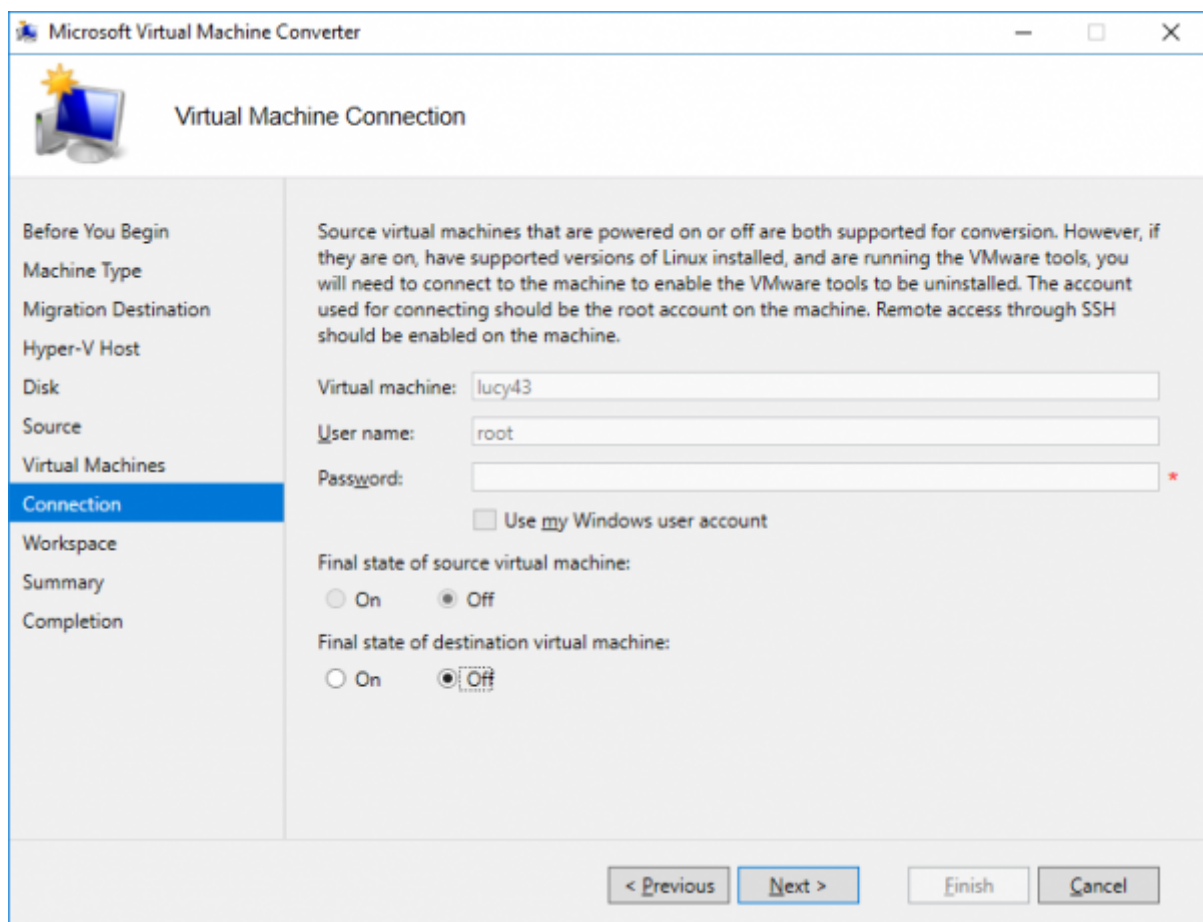 Microsoft Virtual Machine Converter
Virtual Machine Connection
Before You Begin
Machine Type
Migration Destination
Hyper-V Host
Disk
Source
Virtual Machines
Connection
Workspace
Summary
Completion
Source virtual machines that are powered on or off are both supported for conversion. However, if
they are on, have supported versions of Linux installed, and are running the VMware tools, you
will need to connect to the machine to enable the VMware tools to be uninstalled. The account
used for connecting should be the root account on the machine. Remote access through SSH
should be enabled on the machine.
Virtual machine: lucy43
User name: root
Password: *
Use my Windows user account
Final state of source virtual machine:
On Off
Final state of destination virtual machine:
On Off
< Previous Next > Finish Cancel